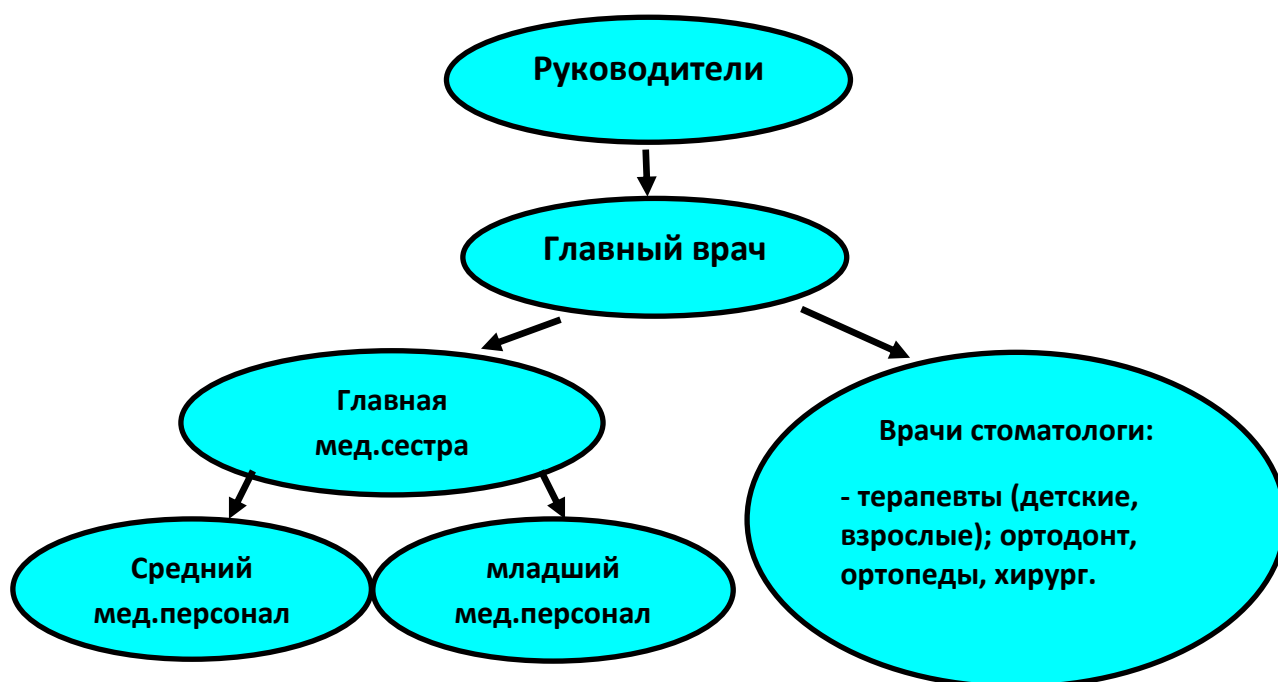 Руководители
Главный врач
Главная
мед.сестра
Врачи стоматологи:
- терапевты (детские,
взрослые); ортодонт,
ортопеды, хирург.
Средний
мед.персонал
младший
мед.персонал